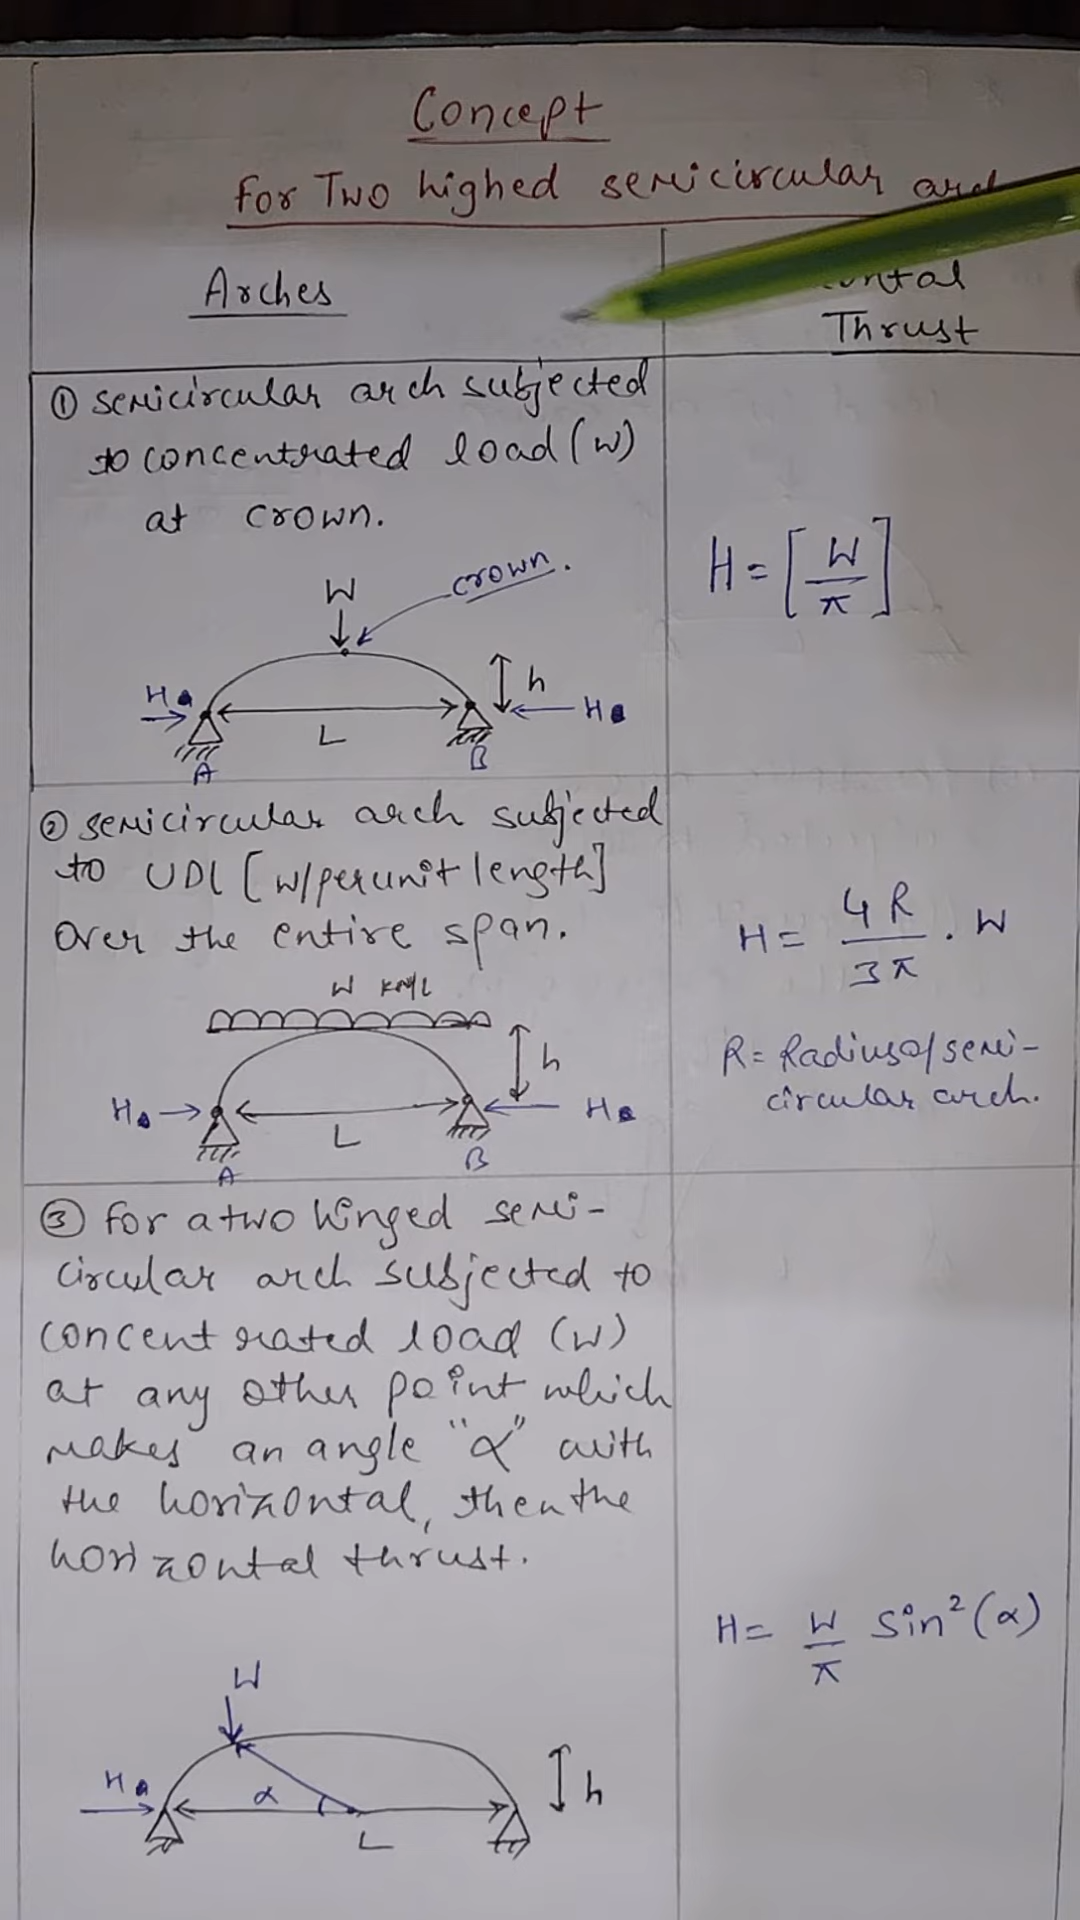 Concept
for Two highed semicircular
Arches
Thrust
① semicircular arch subjected
to concentrated load (W)
at crown.
H = [W/π]
crown.
W
h
H
H
L
A
B
② semicircular arch subjected
to UDL [w/per unit length]
over the entire span.
H = 4R/3π . W
W
R = Radius of semi-
circular arch.
h
H
H
L
A
B
③ for a two hinged semi-
circular arch subjected to
concentrated load (W)
at any other point which
makes an angle "α" with
the horizontal, then the
horizontal thrust.
H = W/π Sin²(α)
W
H
α
h
L